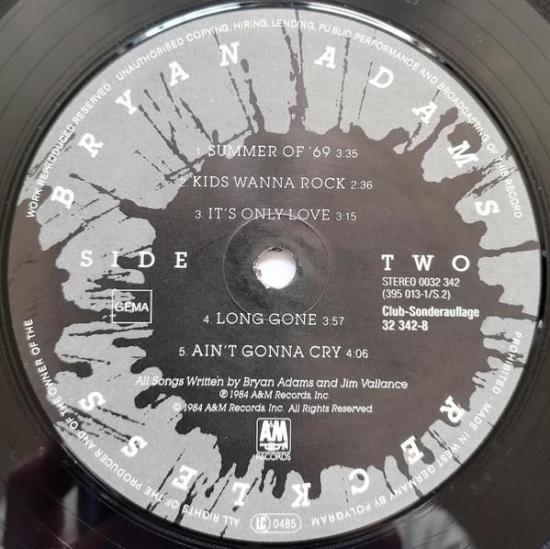 BRYAN ADAMS
WORK REPRODUCED RESERVED UNAUTHORISED COPYING, HIRING, LENDING, PUBLIC PERFORMANCE AND BROADCASTING OF THIS RECORD
1. SUMMER OF '69 3:35
2. KIDS WANNA ROCK 2:36
3. IT'S ONLY LOVE 3:15
SIDE TWO
STEREO 0032 342
(395 013-1/S.2)
GEMA
Club-Sonderauflage
32 342-8
4. LONG GONE 3:57
5. AIN'T GONNA CRY 4:06
All Songs Written by Bryan Adams and Jim Vallance
℗ 1984 A&M Records, Inc.
© 1984 A&M Records, Inc. All Rights Reserved.
A&M
RECORDS
RECKLESS
ALL RIGHTS OF THE PRODUCER AND OF THE OWNER OF THE
LC 0485
PROHIBITED MADE IN WEST GERMANY BY POLYGRAM